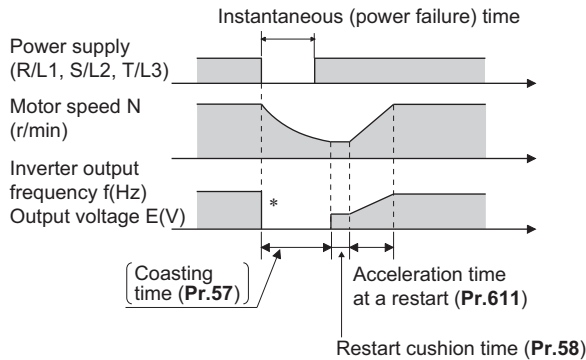 Instantaneous (power failure) time
Power supply
(R/L1, S/L2, T/L3)
Motor speed N
(r/min)
Inverter output
frequency f(Hz)
Output voltage E(V)
*
Coasting
time (Pr.57)
Acceleration time
at a restart (Pr.611)
Restart cushion time (Pr.58)